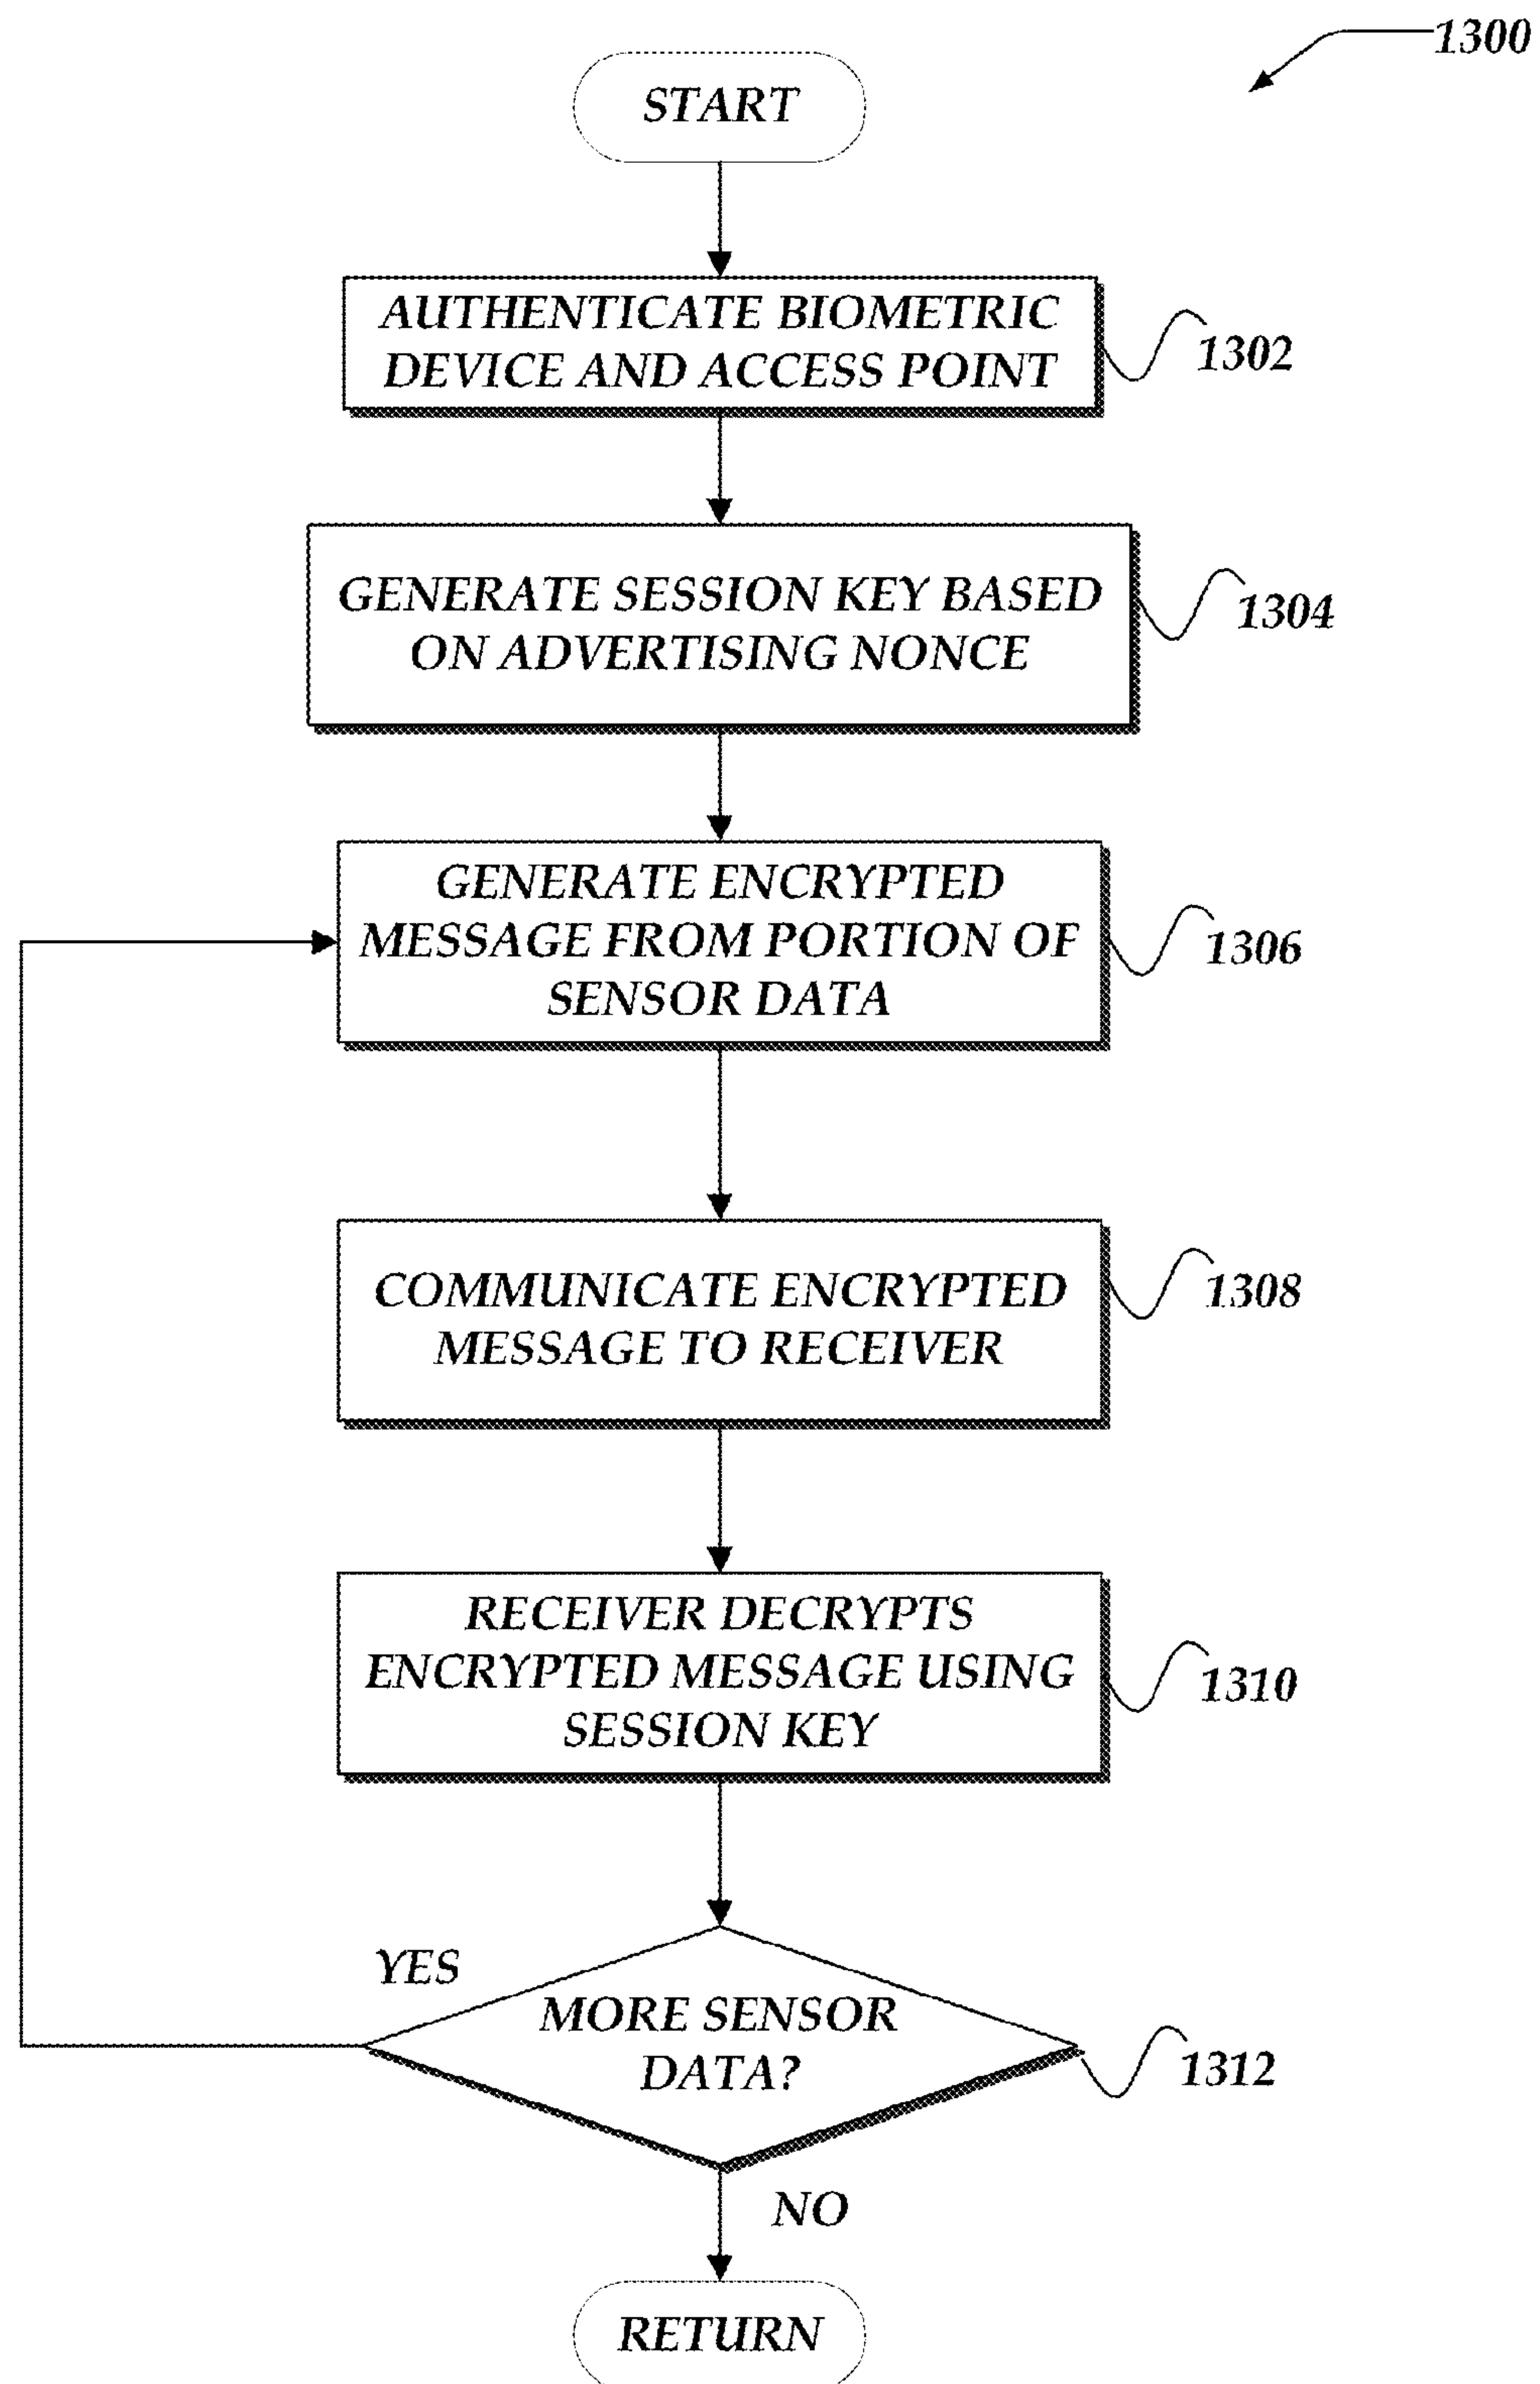 1300
START
AUTHENTICATE BIOMETRIC
DEVICE AND ACCESS POINT
1302
GENERATE SESSION KEY BASED
ON ADVERTISING NONCE
1304
GENERATE ENCRYPTED
MESSAGE FROM PORTION OF
SENSOR DATA
1306
COMMUNICATE ENCRYPTED
MESSAGE TO RECEIVER
1308
RECEIVER DECRYPTS
ENCRYPTED MESSAGE USING
SESSION KEY
1310
YES
MORE SENSOR
DATA?
1312
NO
RETURN